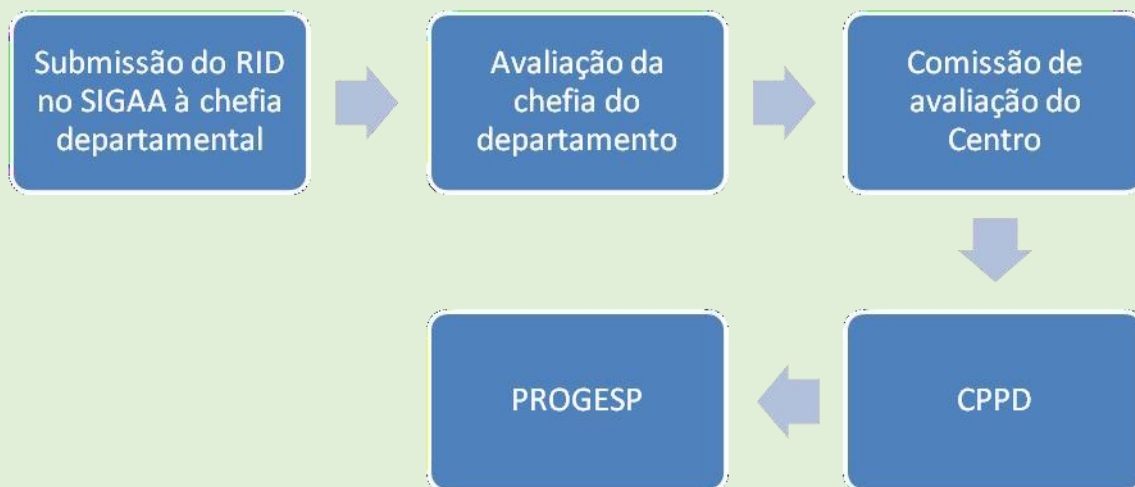 Submissão do RID
no SIGAA à chefia
departamental
Avaliação da
chefia do
departamento
Comissão de
avaliação do
Centro
CPPD
PROGESP